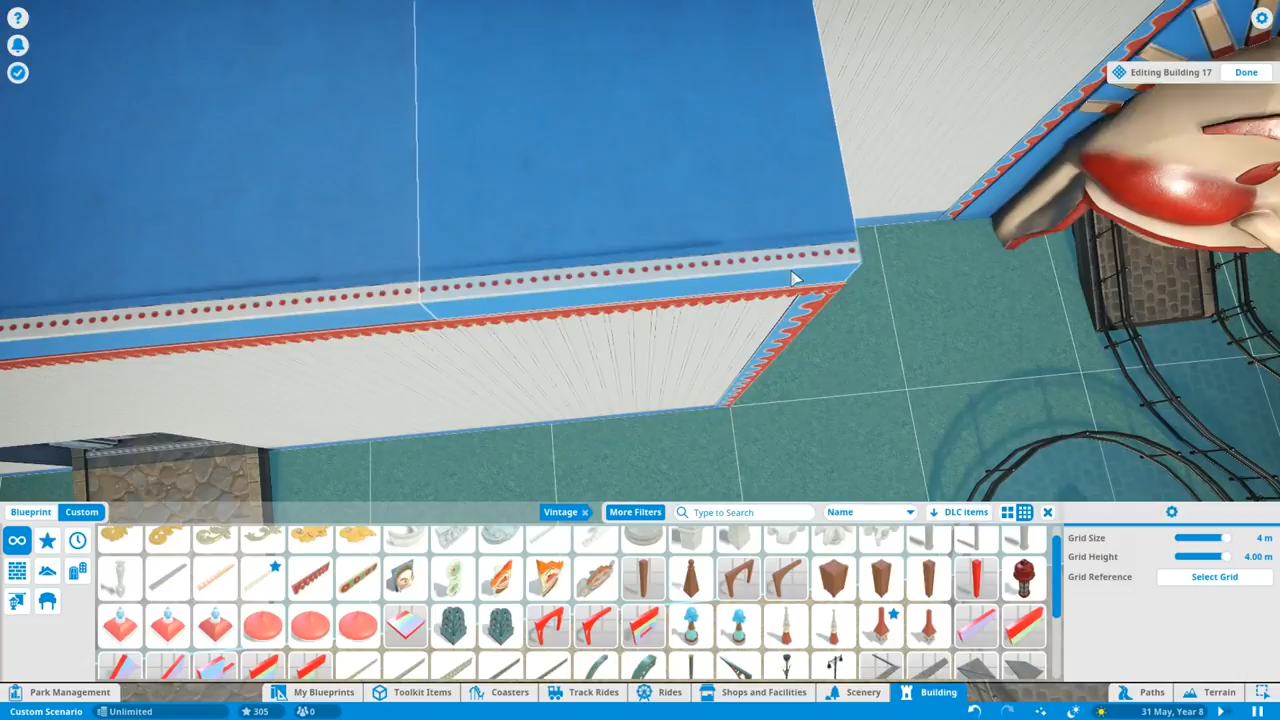 ?
Editing Building 17 Done
Blueprint Custom Vintage × More Filters Type to Search Name DLC items
Grid Size 4 m
Grid Height 4.00 m
Grid Reference Select Grid
Park Management My Blueprints Toolkit Items Coasters Track Rides Rides Shops and Facilities Scenery Building Paths Terrain
Custom Scenario Unlimited 305 0 31 May, Year 8